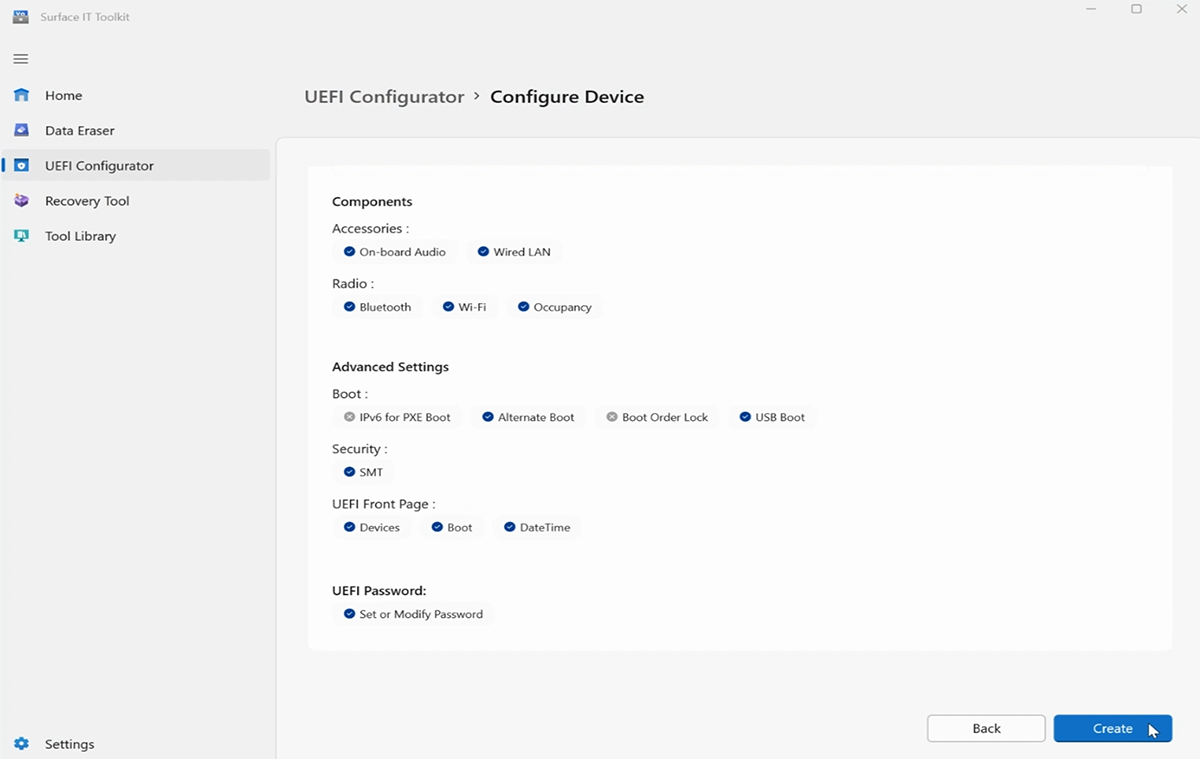 Surface IT Toolkit
Home
Data Eraser
UEFI Configurator
Recovery Tool
Tool Library
Settings
UEFI Configurator > Configure Device
Components
Accessories :
On-board Audio Wired LAN
Radio :
Bluetooth Wi-Fi Occupancy
Advanced Settings
Boot :
IPv6 for PXE Boot Alternate Boot Boot Order Lock USB Boot
Security :
SMT
UEFI Front Page :
Devices Boot DateTime
UEFI Password:
Set or Modify Password
Back Create